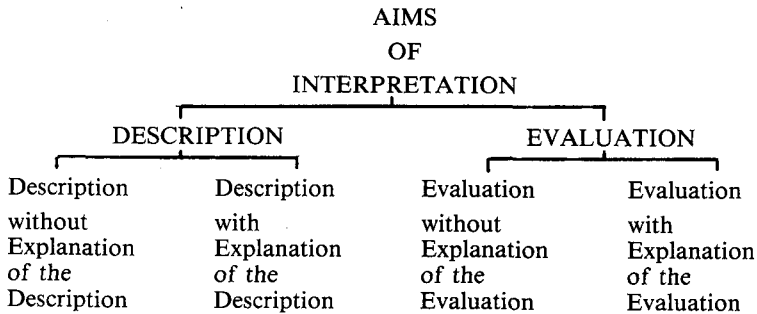 AIMS
OF
INTERPRETATION
DESCRIPTION EVALUATION
Description Description Evaluation Evaluation
without with without with
Explanation Explanation Explanation Explanation
of the of the of the of the
Description Description Evaluation Evaluation